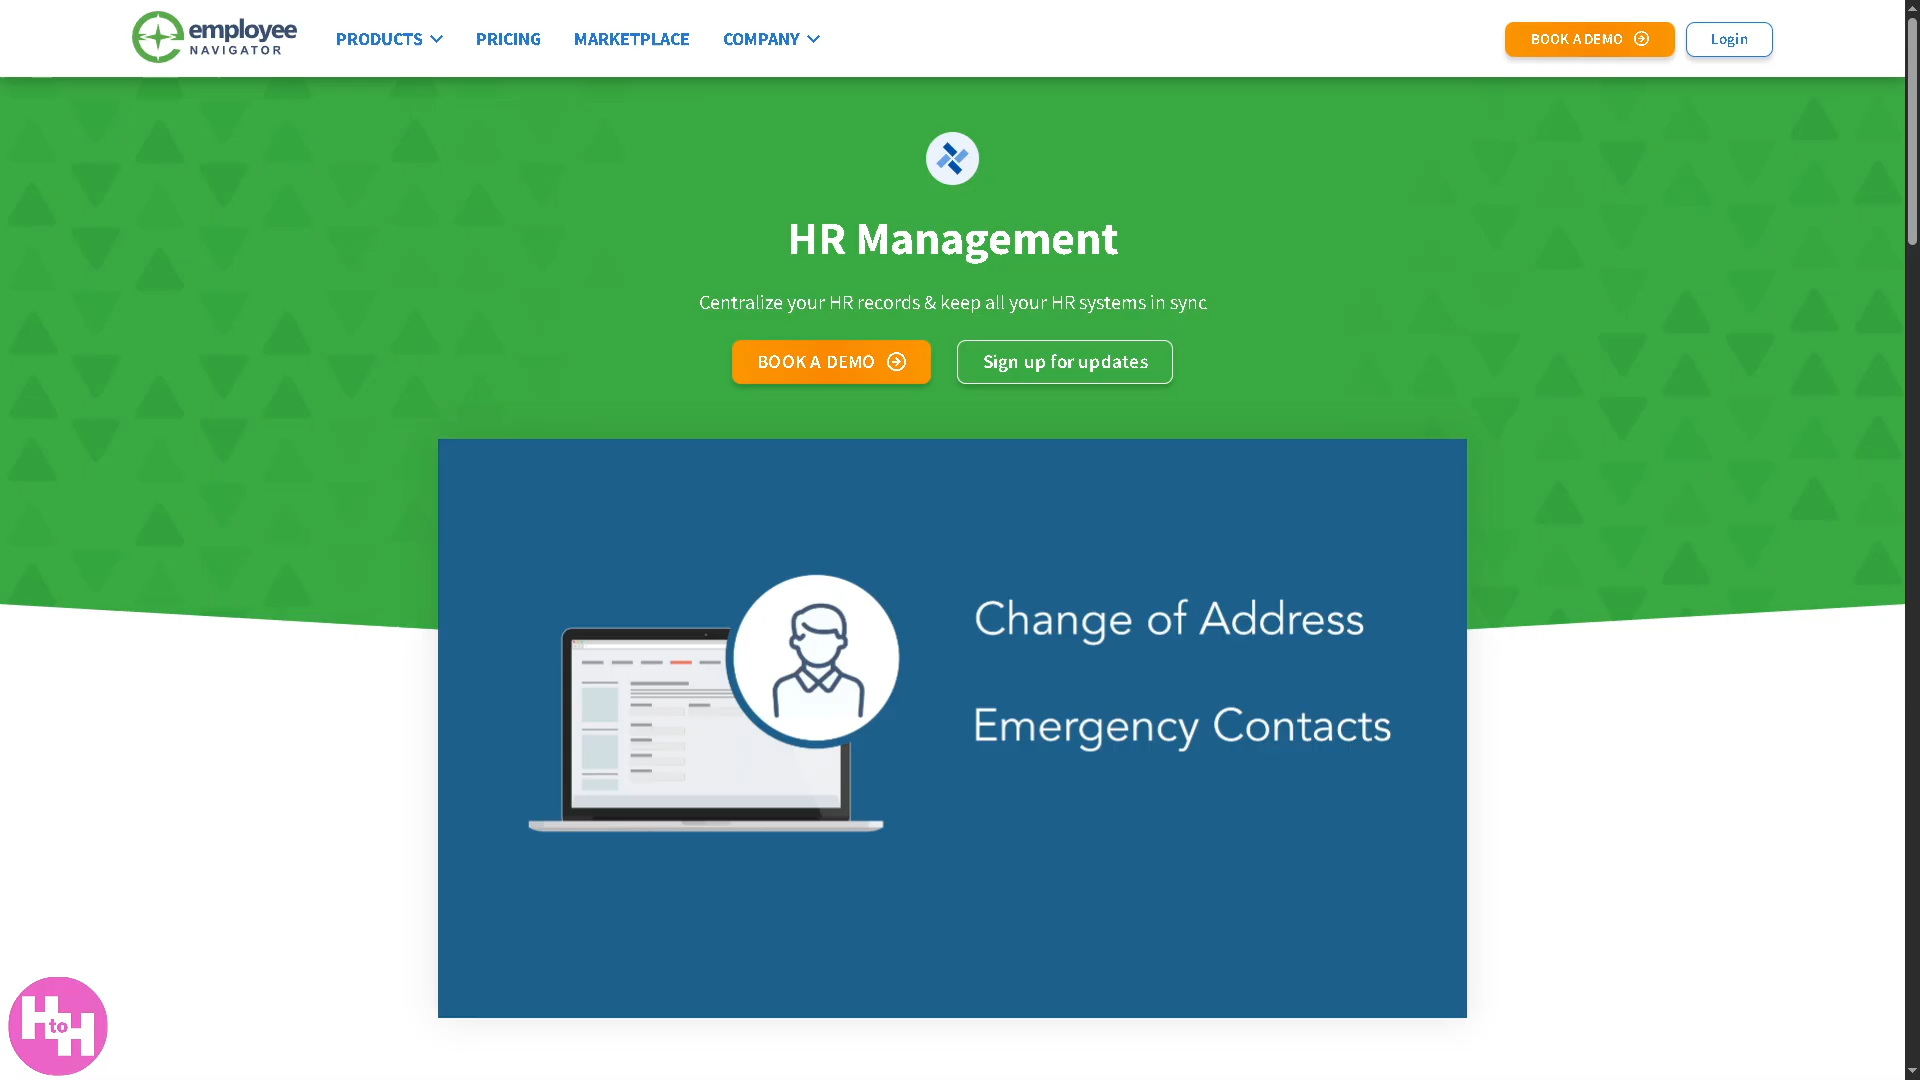 employee
NAVIGATOR
PRODUCTS
PRICING
MARKETPLACE
COMPANY
BOOK A DEMO
Login
HR Management
Centralize your HR records & keep all your HR systems in sync
BOOK A DEMO
Sign up for updates
Change of Address
Emergency Contacts
H to H